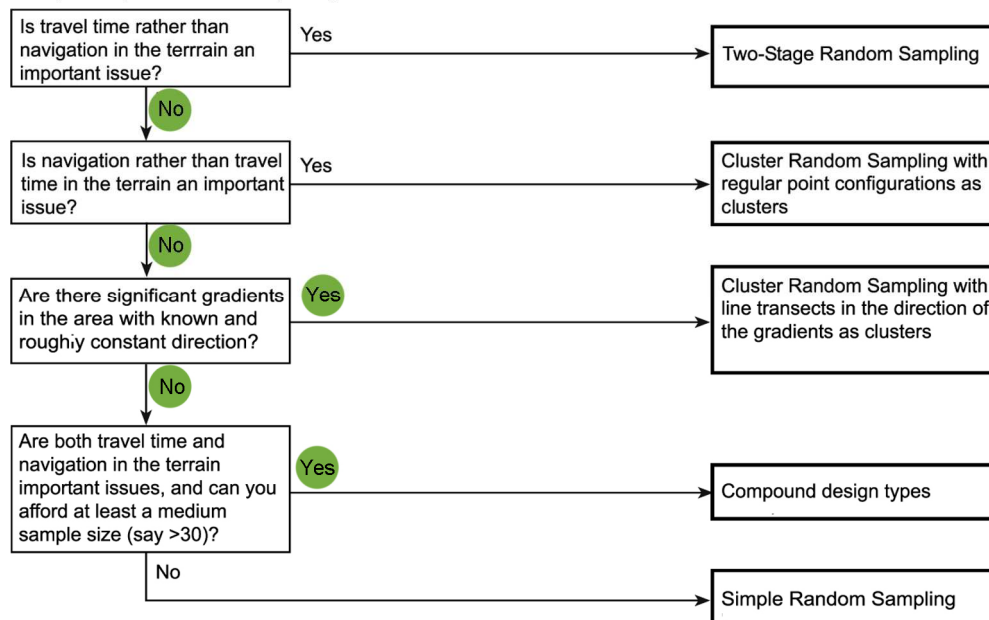 Is travel time rather than
navigation in the terrrain an
important issue?
Yes
Two-Stage Random Sampling
No
Is navigation rather than travel
time in the terrain an important
issue?
Yes
Cluster Random Sampling with
regular point configurations as
clusters
No
Are there significant gradients
in the area with known and
roughly constant direction?
Yes
Cluster Random Sampling with
line transects in the direction of
the gradients as clusters
No
Are both travel time and
navigation in the terrain
important issues, and can you
afford at least a medium
sample size (say >30)?
Yes
Compound design types
No
Simple Random Sampling